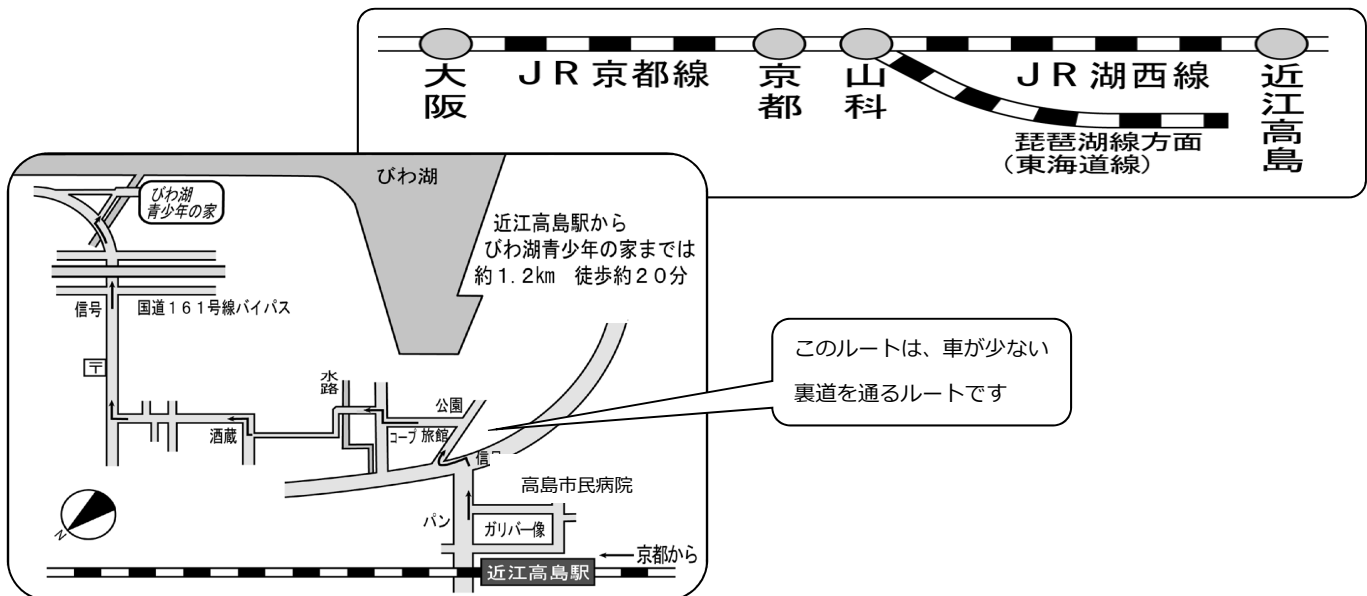 大阪
JR京都線
京都
山科
JR湖西線
近江高島
琵琶湖線方面
(東海道線)
びわ湖
びわ湖
青少年の家
近江高島駅から
びわ湖青少年の家までは
約1.2km 徒歩約20分
信号
国道161号線バイパス
〒
このルートは、車が少ない
裏道を通るルートです
水路
公園
酒蔵
コープ
旅館
高島市民病院
パン
ガリバー像
N
京都から
近江高島駅